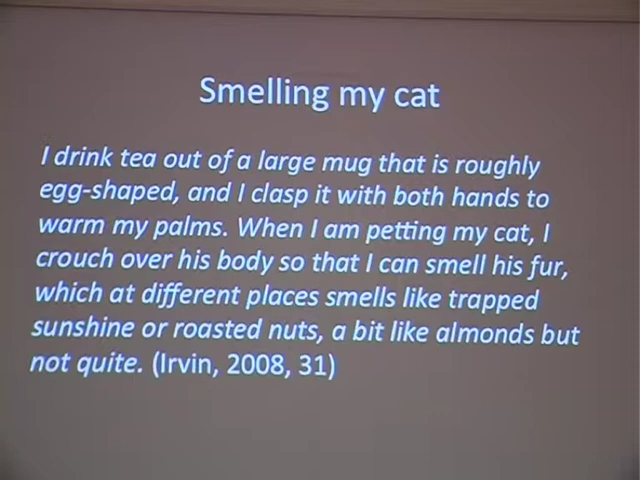 Smelling my cat
I drink tea out of a large mug that is roughly
egg-shaped, and I clasp it with both hands to
warm my palms. When I am petting my cat, I
crouch over his body so that I can smell his fur,
which at different places smells like trapped
sunshine or roasted nuts, a bit like almonds but
not quite. (Irvin, 2008, 31)